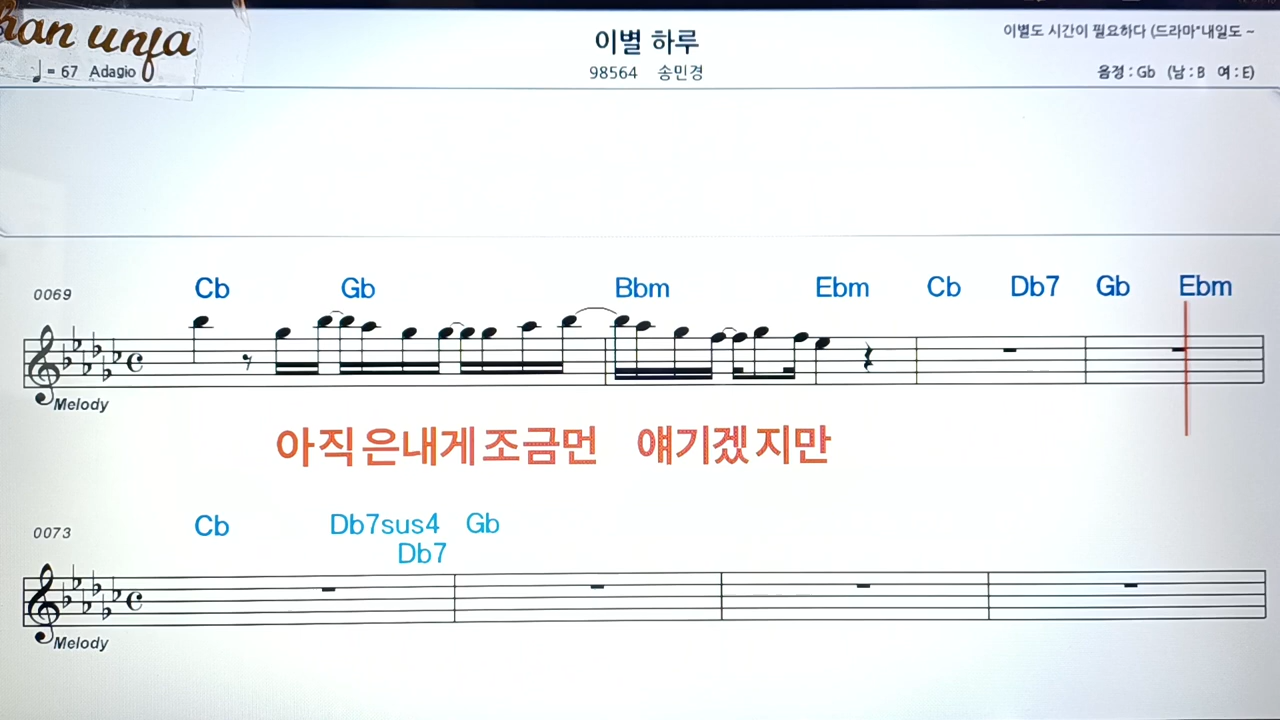 han unfa
♩ = 67 Adagio
이별 하루
98564 송민경
이별도 시간이 필요하다 (드라마"내일도 ~
음정 : Gb (남 : B 여 : E)
0069
Cb Gb Bbm Ebm Cb Db7 Gb Ebm
Melody
아직은내게조금먼 얘기겠지만
0073
Cb Db7sus4 Gb
Db7
Melody